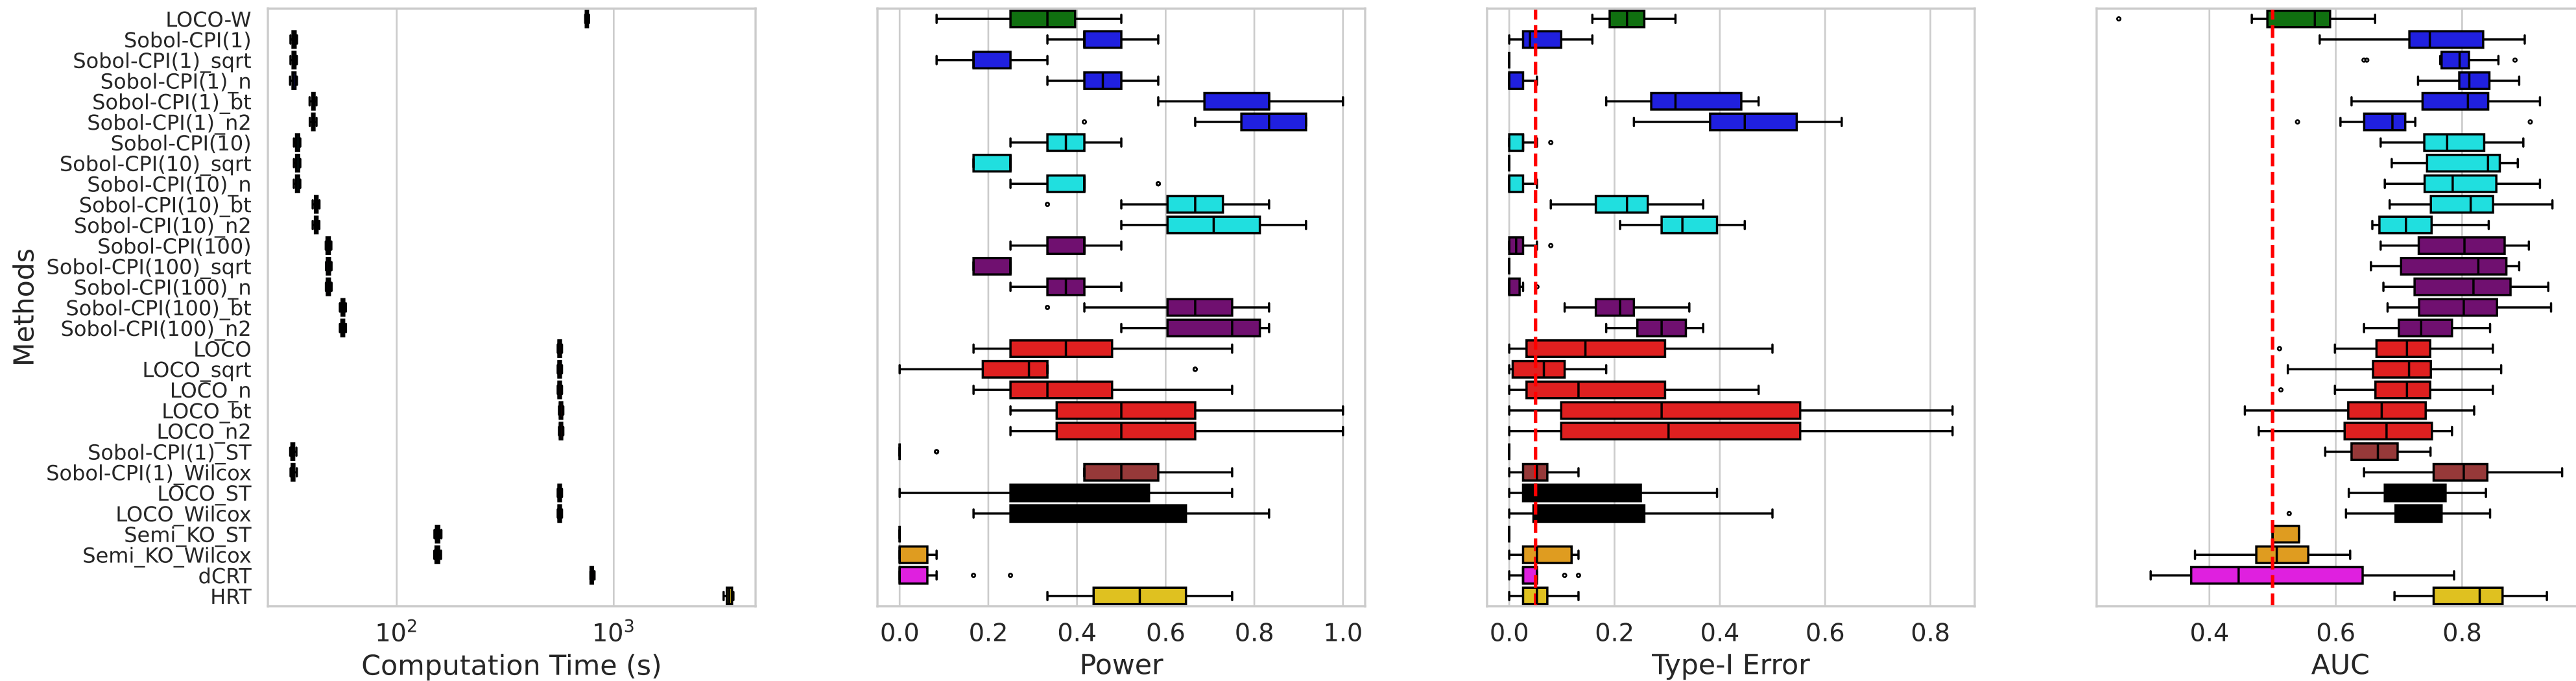 Methods
LOCO-W
Sobol-CPI(1)
Sobol-CPI(1)_sqrt
Sobol-CPI(1)_n
Sobol-CPI(1)_bt
Sobol-CPI(1)_n2
Sobol-CPI(10)
Sobol-CPI(10)_sqrt
Sobol-CPI(10)_n
Sobol-CPI(10)_bt
Sobol-CPI(10)_n2
Sobol-CPI(100)
Sobol-CPI(100)_sqrt
Sobol-CPI(100)_n
Sobol-CPI(100)_bt
Sobol-CPI(100)_n2
LOCO
LOCO_sqrt
LOCO_n
LOCO_bt
LOCO_n2
Sobol-CPI(1)_ST
Sobol-CPI(1)_Wilcox
LOCO_ST
LOCO_Wilcox
Semi_KO_ST
Semi_KO_Wilcox
dCRT
HRT
10² 10³
Computation Time (s)
0.0 0.2 0.4 0.6 0.8 1.0
Power
0.0 0.2 0.4 0.6 0.8
Type-I Error
0.4 0.6 0.8
AUC